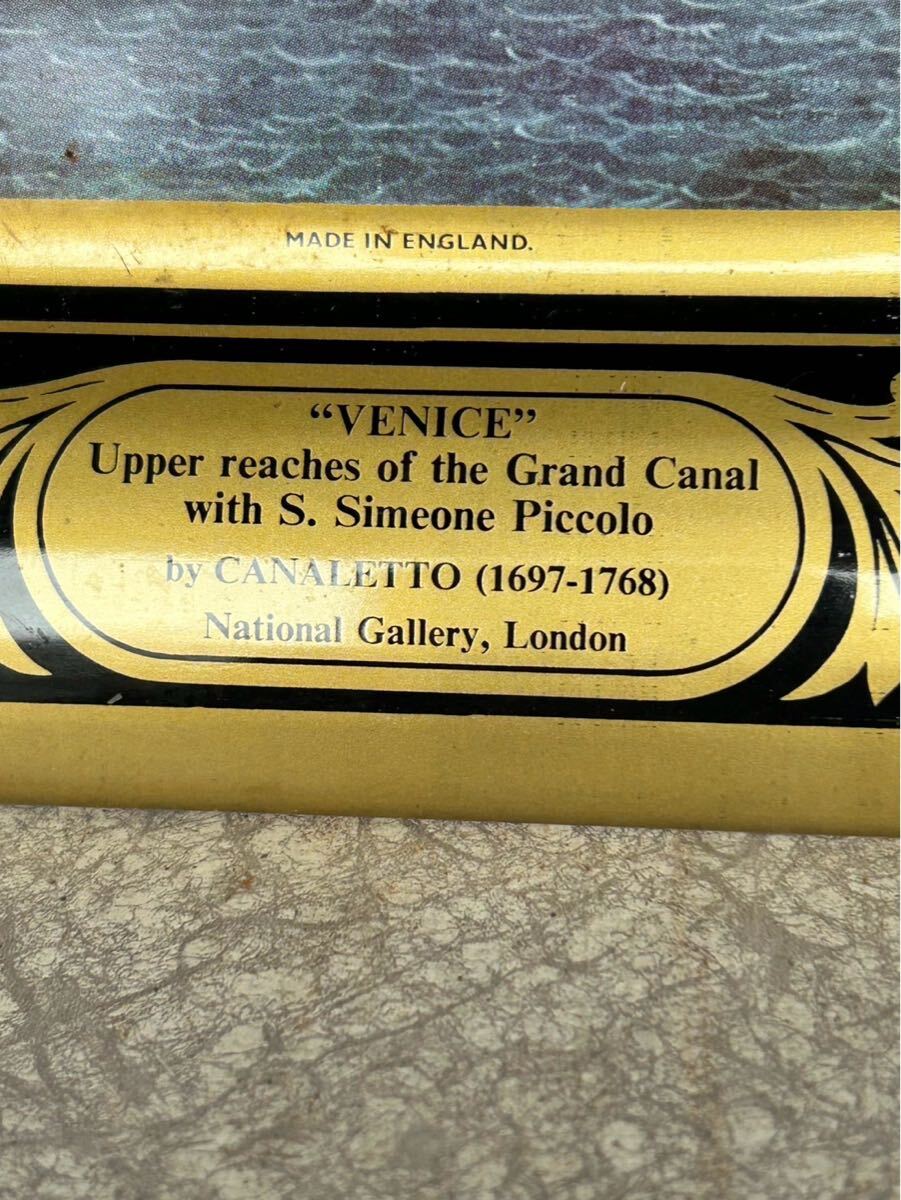 MADE IN ENGLAND.
“VENICE”
Upper reaches of the Grand Canal
with S. Simeone Piccolo
by CANALETTO (1697-1768)
National Gallery, London